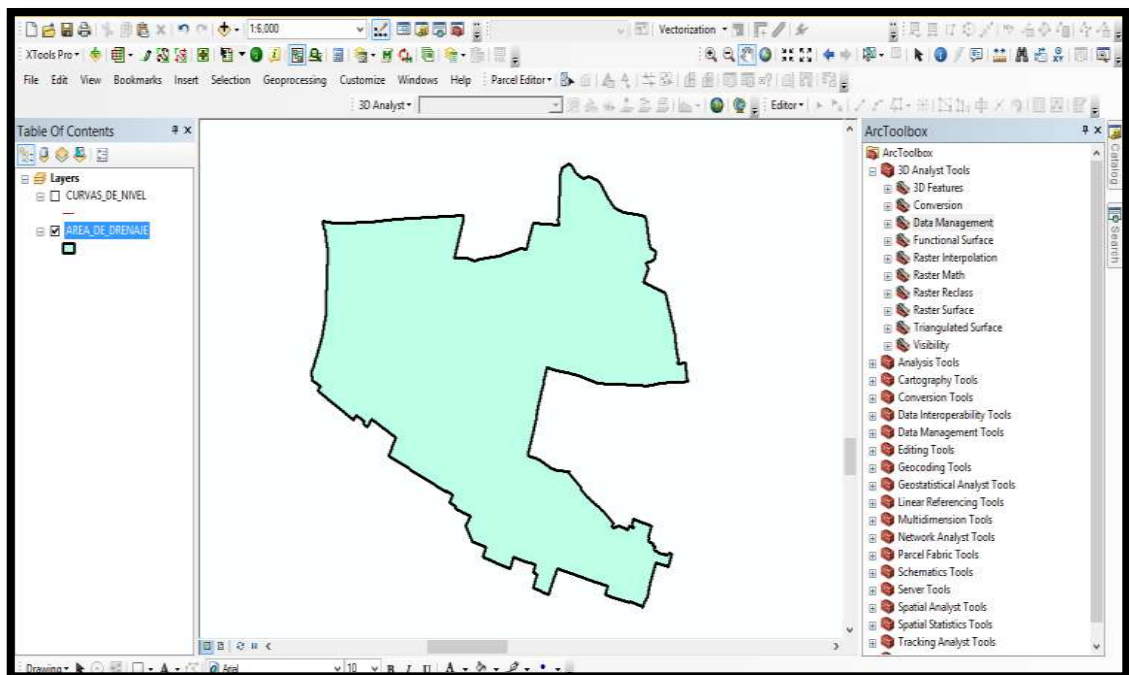 1:6,000
Vectorization
XTools Pro
File Edit View Bookmarks Insert Selection Geoprocessing Customize Windows Help Parcel Editor
3D Analyst
Editor
Table Of Contents
Layers
CURVAS_DE_NIVEL
AREA_DE_DRENAJE
ArcToolbox
ArcToolbox
3D Analyst Tools
3D Features
Conversion
Data Management
Functional Surface
Raster Interpolation
Raster Math
Raster Reclass
Raster Surface
Triangulated Surface
Visibility
Analysis Tools
Cartography Tools
Conversion Tools
Data Interoperability Tools
Data Management Tools
Editing Tools
Geocoding Tools
Geostatistical Analyst Tools
Linear Referencing Tools
Multidimension Tools
Network Analyst Tools
Parcel Fabric Tools
Schematics Tools
Server Tools
Spatial Analyst Tools
Spatial Statistics Tools
Tracking Analyst Tools
Catalog
Search
Drawing
A
Arial
10
B I U A